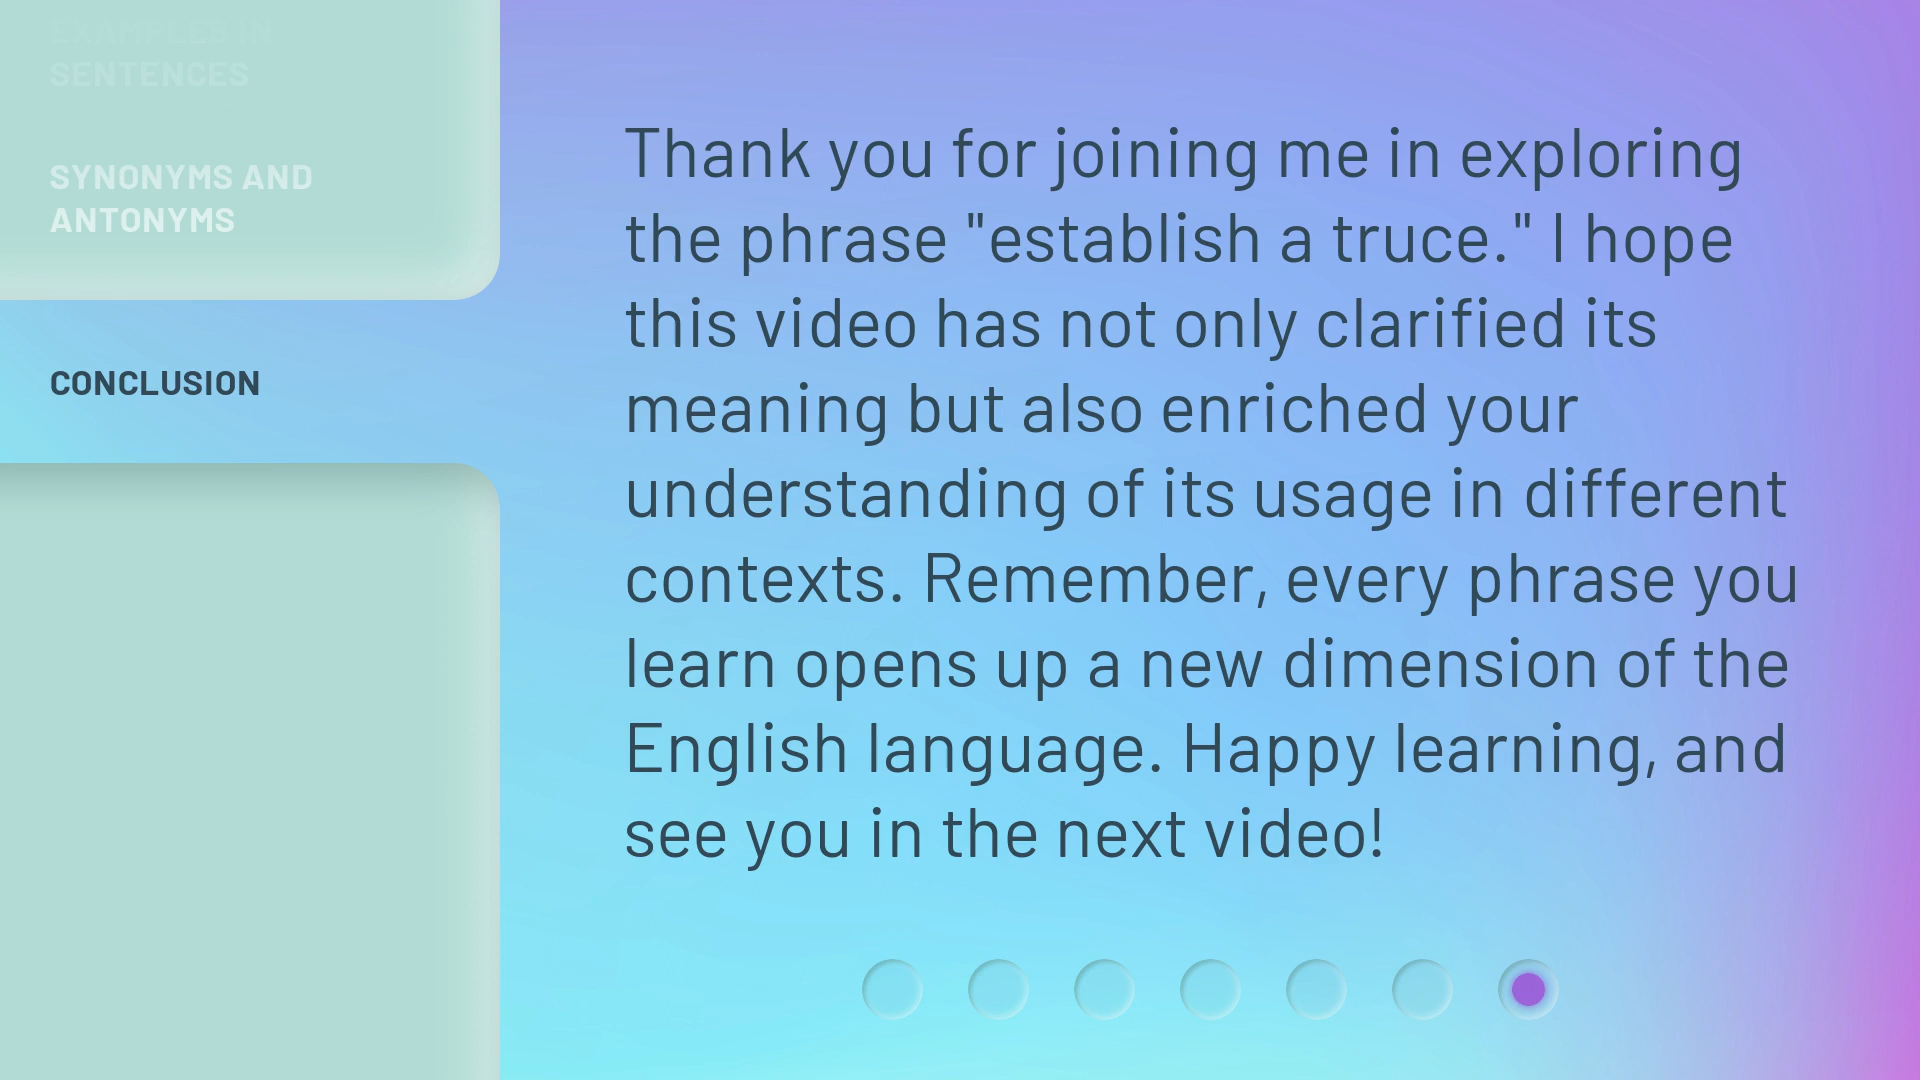 EXAMPLES IN
SENTENCES
SYNONYMS AND
ANTONYMS
CONCLUSION
Thank you for joining me in exploring
the phrase "establish a truce." I hope
this video has not only clarified its
meaning but also enriched your
understanding of its usage in different
contexts. Remember, every phrase you
learn opens up a new dimension of the
English language. Happy learning, and
see you in the next video!